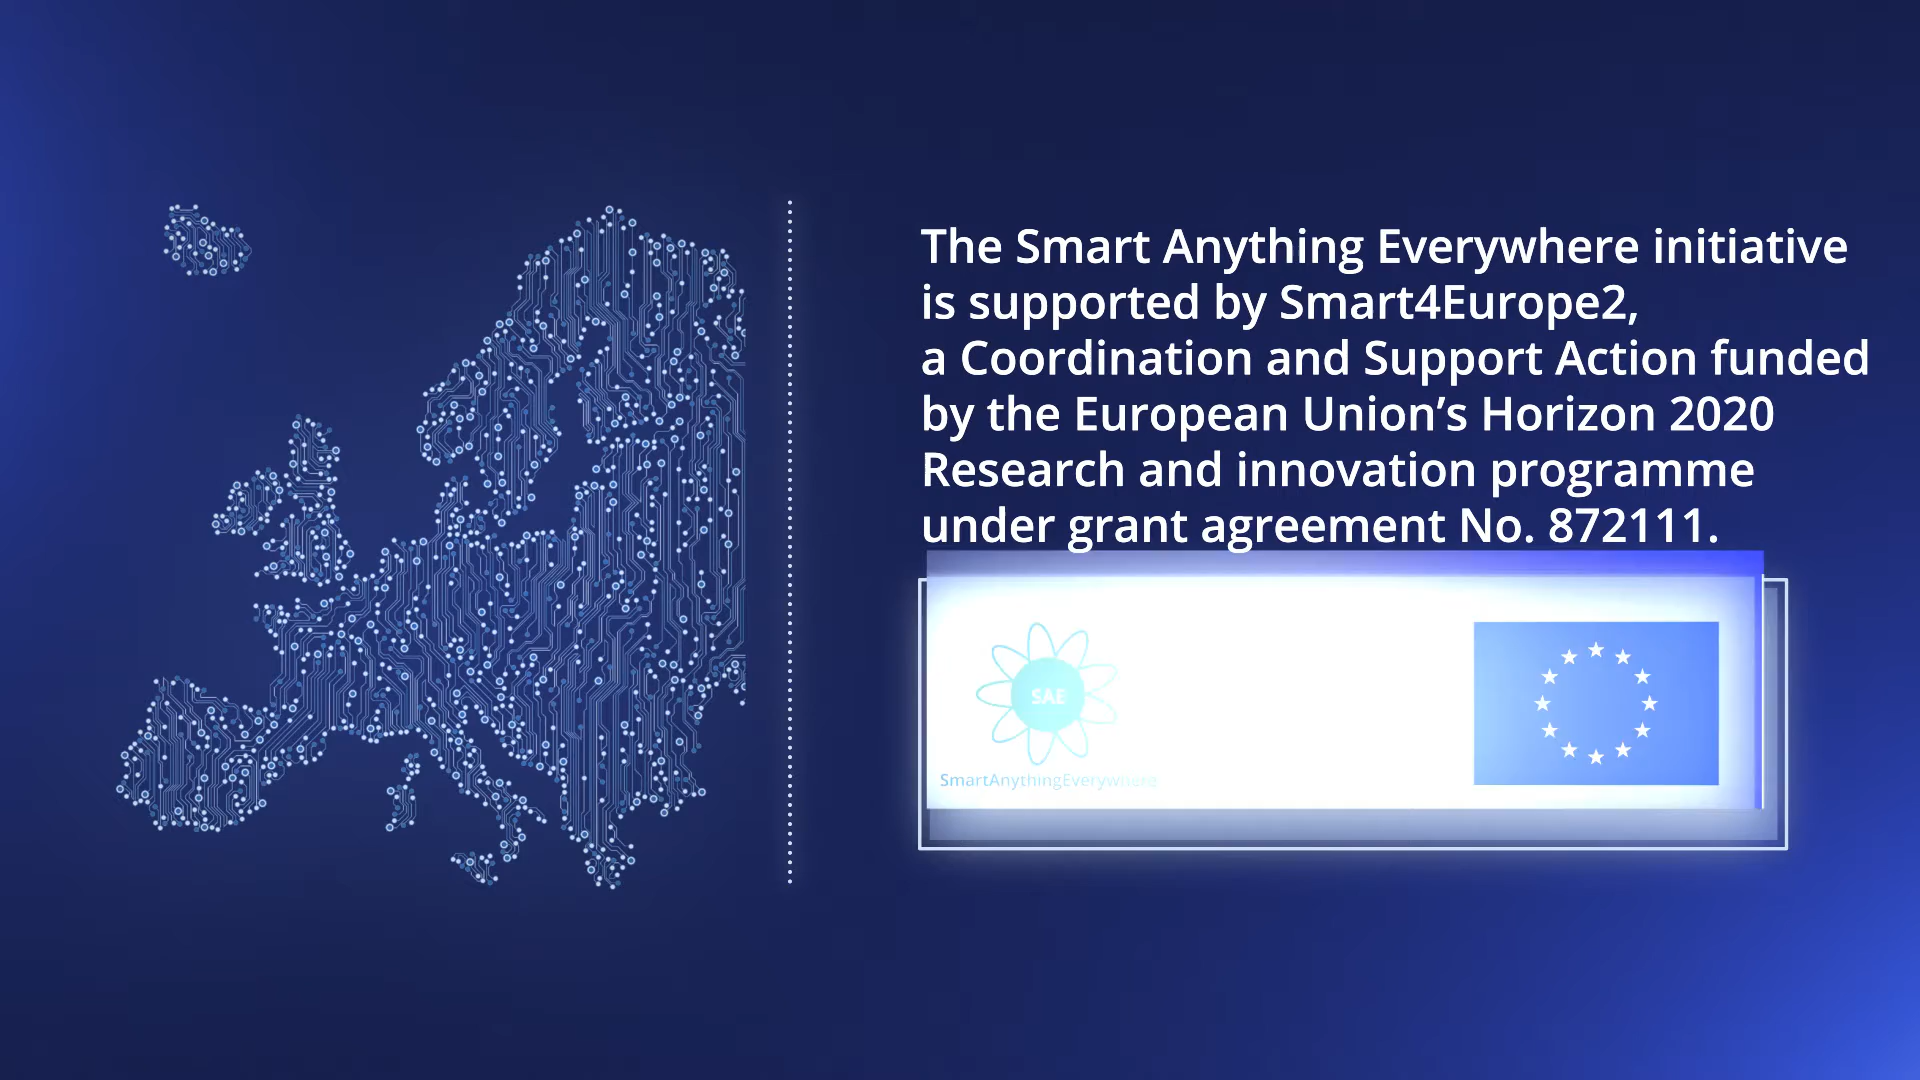 The Smart Anything Everywhere initiative
is supported by Smart4Europe2,
a Coordination and Support Action funded
by the European Union’s Horizon 2020
Research and innovation programme
under grant agreement No. 872111.
SAE
SmartAnythingEverywhere